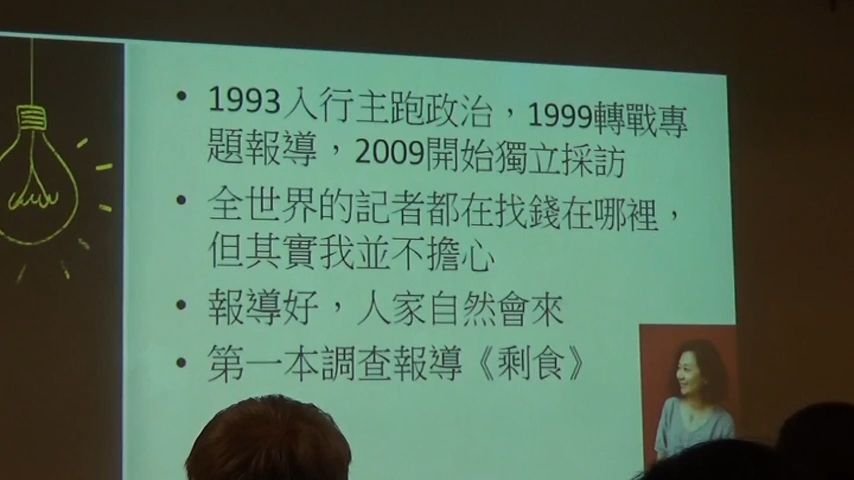 • 1993入行主跑政治，1999轉戰專
題報導，2009開始獨立採訪
• 全世界的記者都在找錢在哪裡，
但其實我並不擔心
• 報導好，人家自然會來
• 第一本調查報導《剩食》